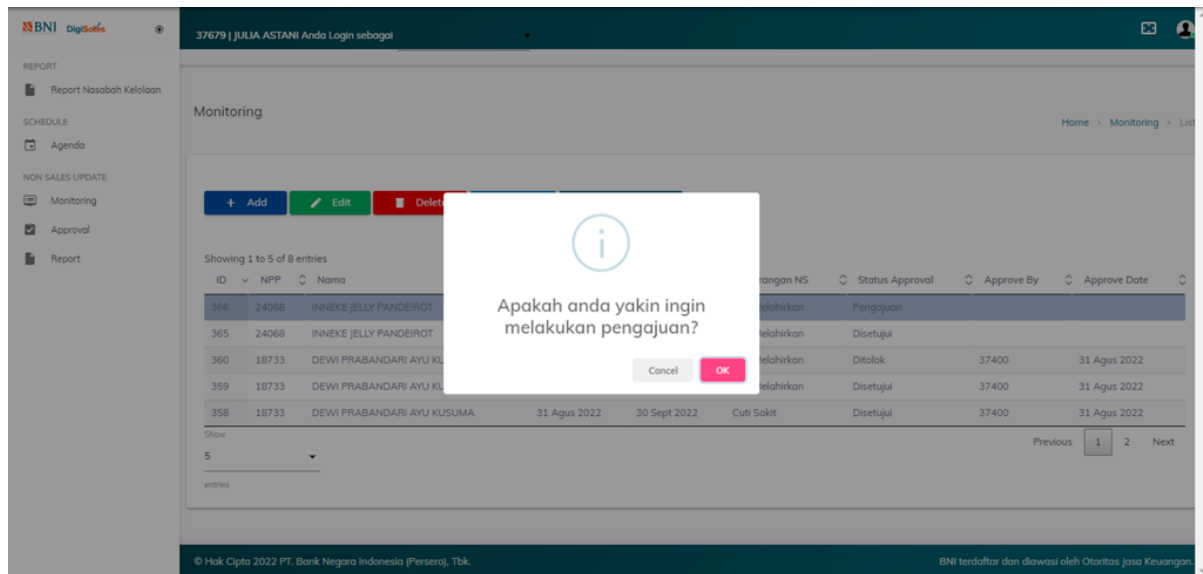 BNI DigiSales
37679 | JULIA ASTANI Anda Login sebagai
REPORT
Report Nasabah Kelolaan
SCHEDULE
Agenda
NON SALES UPDATE
Monitoring
Approval
Report
Monitoring
Home > Monitoring > List
+ Add Edit Delete
Showing 1 to 5 of 8 entries
ID NPP Nama NS Status Approval Approve By Approve Date
366 24068 INNEKE JELLY PANDEIROT Melahirkan Pengajuan
365 24068 INNEKE JELLY PANDEIROT Melahirkan Disetujui
360 18733 DEWI PRABANDARI AYU KU Melahirkan Ditolak 37400 31 Agus 2022
359 18733 DEWI PRABANDARI AYU KU Melahirkan Disetujui 37400 31 Agus 2022
358 18733 DEWI PRABANDARI AYU KUSUMA 31 Agus 2022 30 Sept 2022 Cuti Sakit Disetujui 37400 31 Agus 2022
Apakah anda yakin ingin
melakukan pengajuan?
Cancel OK
Show
5
entries
Previous 1 2 Next
© Hak Cipta 2022 PT. Bank Negara Indonesia (Persero), Tbk.
BNI terdaftar dan diawasi oleh Otoritas Jasa Keuangan.